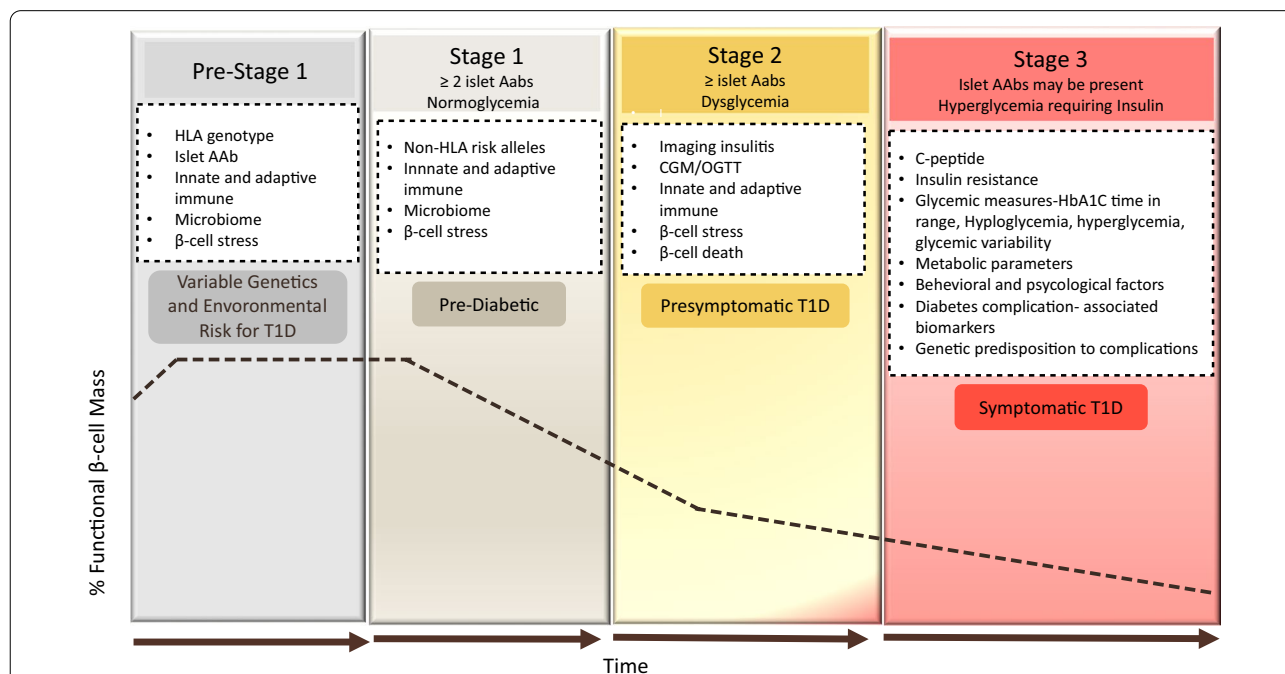 Pre-Stage 1
• HLA genotype
• Islet AAb
• Innate and adaptive
immune
• Microbiome
• β-cell stress
Variable Genetics
and Envoronmental
Risk for T1D
Stage 1
≥ 2 islet Aabs
Normoglycemia
• Non-HLA risk alleles
• Innnate and adaptive
immune
• Microbiome
• β-cell stress
Pre-Diabetic
Stage 2
≥ islet Aabs
Dysglycemia
• Imaging insulitis
• CGM/OGTT
• Innate and adaptive
immune
• β-cell stress
• β-cell death
Presymptomatic T1D
Stage 3
Islet AAbs may be present
Hyperglycemia requiring Insulin
• C-peptide
• Insulin resistance
• Glycemic measures-HbA1C time in
range, Hyploglycemia, hyperglycemia,
glycemic variability
• Metabolic parameters
• Behevioral and psycological factors
• Diabetes complication- associated
biomarkers
• Genetic predisposition to complications
Symptomatic T1D
% Functional β-cell Mass
Time